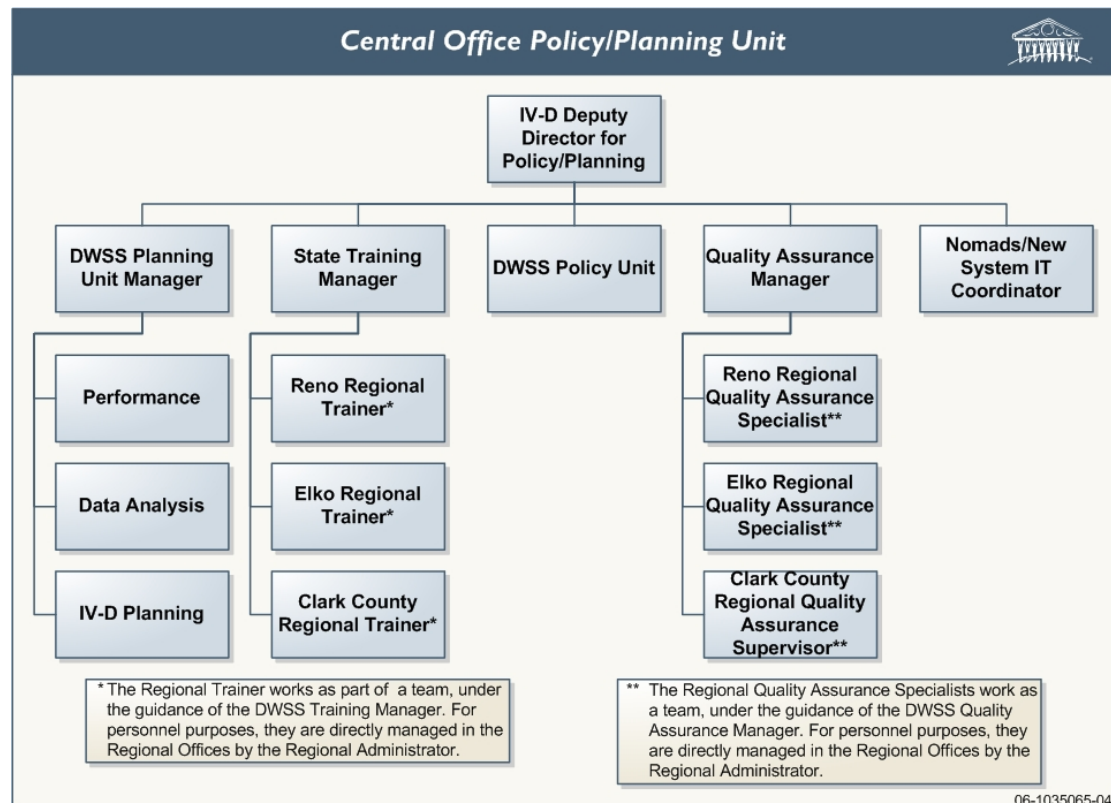 Central Office Policy/Planning Unit
IV-D Deputy
Director for
Policy/Planning
DWSS Planning
Unit Manager
State Training
Manager
DWSS Policy Unit
Quality Assurance
Manager
Nomads/New
System IT
Coordinator
Performance
Reno Regional
Trainer*
Reno Regional
Quality Assurance
Specialist**
Data Analysis
Elko Regional
Trainer*
Elko Regional
Quality Assurance
Specialist**
IV-D Planning
Clark County
Regional Trainer*
Clark County
Regional Quality
Assurance
Supervisor**
* The Regional Trainer works as part of a team, under
the guidance of the DWSS Training Manager. For
personnel purposes, they are directly managed in the
Regional Offices by the Regional Administrator.
** The Regional Quality Assurance Specialists work as
a team, under the guidance of the DWSS Quality
Assurance Manager. For personnel purposes, they
are directly managed in the Regional Offices by the
Regional Administrator.
06-1035065-04